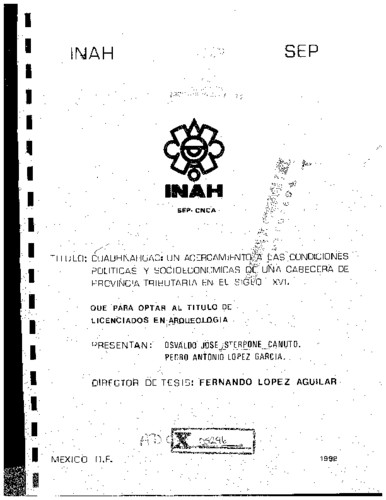 INAH SEP
INAH
SEP-CNCA
TITULO: CUAUHNAHUAC: UN ACERCAMIENTO A LAS CONDICIONES
POLITICAS Y SOCIOECONOMICAS DE UNA CABECERA DE
PROVINCIA TRIBUTARIA EN EL SIGLO XVI.
QUE PARA OPTAR AL TITULO DE
LICENCIADOS EN ARQUEOLOGIA
PRESENTAN: OSVALDO JOSE STERPONE CANUTO.
PEDRO ANTONIO LOPEZ GARCIA.
DIRECTOR DE TESIS: FERNANDO LOPEZ AGUILAR
X
MEXICO D.F. 1992